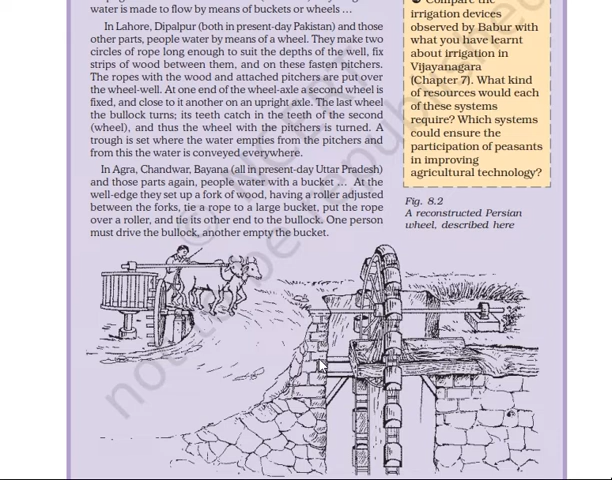 water is made to flow by means of buckets or wheels …
In Lahore, Dipalpur (both in present-day Pakistan) and those
other parts, people water by means of a wheel. They make two
circles of rope long enough to suit the depths of the well, fix
strips of wood between them, and on these fasten pitchers.
The ropes with the wood and attached pitchers are put over
the wheel-well. At one end of the wheel-axle a second wheel is
fixed, and close to it another on an upright axle. The last wheel
the bullock turns; its teeth catch in the teeth of the second
(wheel), and thus the wheel with the pitchers is turned. A
trough is set where the water empties from the pitchers and
from this the water is conveyed everywhere.
In Agra, Chandwar, Bayana (all in present-day Uttar Pradesh)
and those parts again, people water with a bucket … At the
well-edge they set up a fork of wood, having a roller adjusted
between the forks, tie a rope to a large bucket, put the rope
over a roller, and tie its other end to the bullock. One person
must drive the bullock, another empty the bucket.
Compare the
irrigation devices
observed by Babur with
what you have learnt
about irrigation in
Vijayanagara
(Chapter 7). What kind
of resources would each
of these systems
require? Which systems
could ensure the
participation of peasants
in improving
agricultural technology?
Fig. 8.2
A reconstructed Persian
wheel, described here
© NCERT
not to be republished